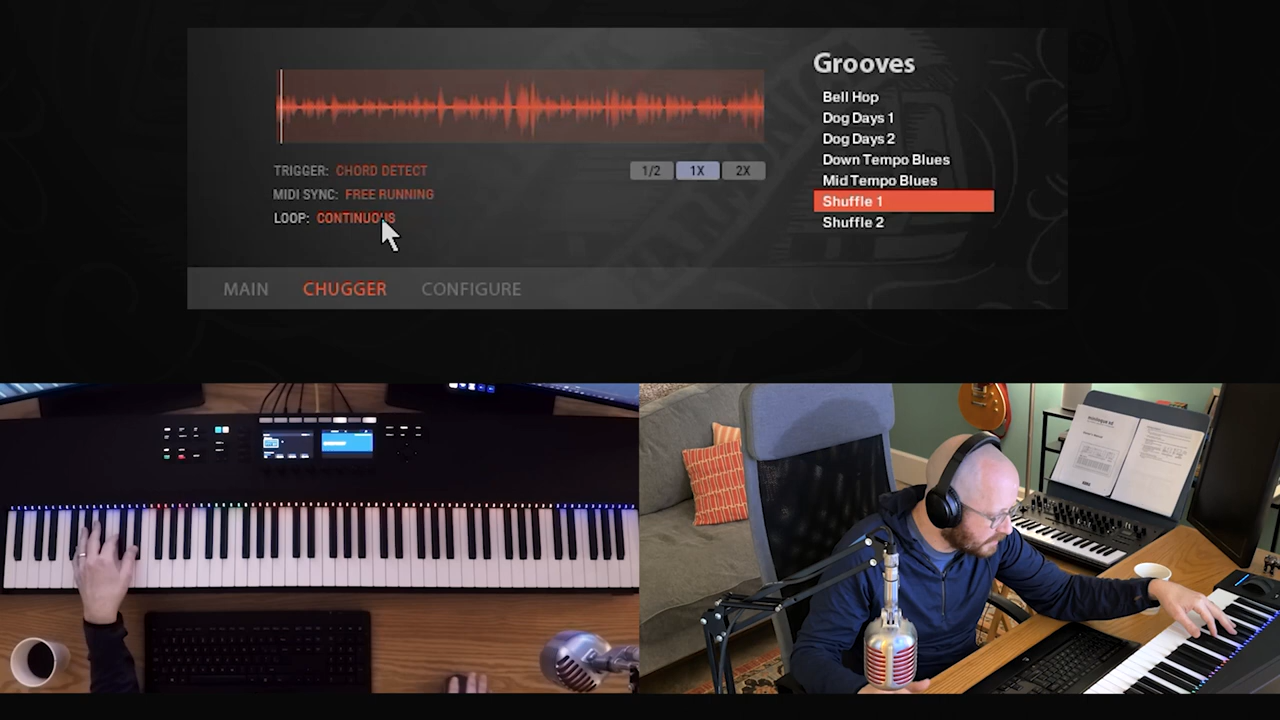 Grooves
Bell Hop
Dog Days 1
Dog Days 2
Down Tempo Blues
Mid Tempo Blues
Shuffle 1
Shuffle 2
TRIGGER: CHORD DETECT
MIDI SYNC: FREE RUNNING
LOOP: CONTINUOUS
1/2 1X 2X
MAIN CHUGGER CONFIGURE